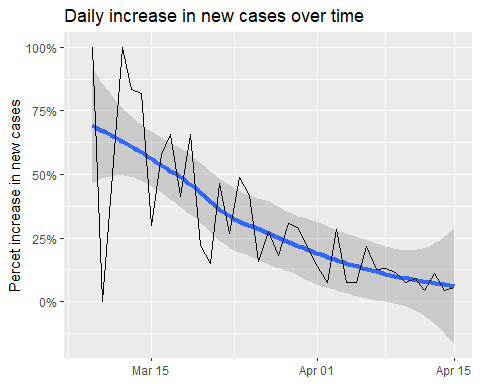 Daily increase in new cases over time
Percet increase in new cases
100%
75%
50%
25%
0%
Mar 15
Apr 01
Apr 15